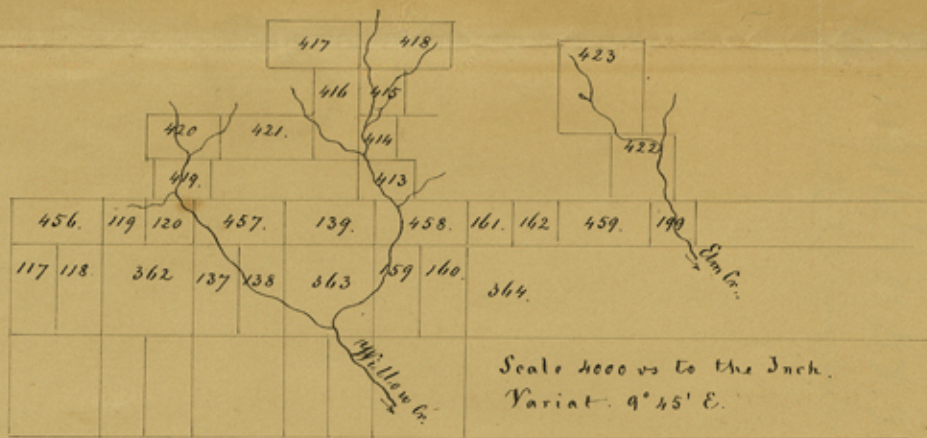 417 418 423
416 415
420 421. 414 422
419. 413
456. 119 120 457. 139. 458. 161. 162 459. 199
117 118. 362 137 138 363 159 160. 364.
Elm Cr.
Willow Cr.
Scale 4000 vs to the Inch.
Variat. 9° 45' E.